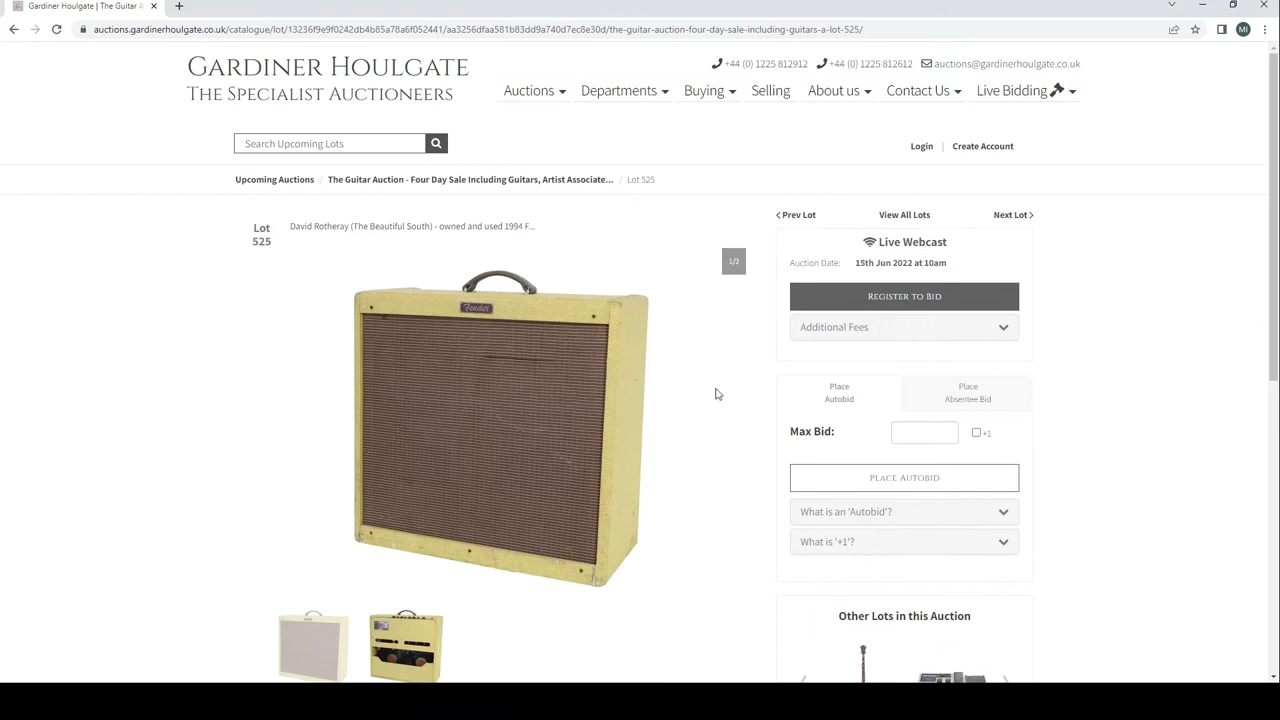 Gardiner Houlgate | The Guitar A
auctions.gardinerhoulgate.co.uk/catalogue/lot/13236f9e9f0242db4b85a78a6f052441/aa3256dfaa581b83dd9a740d7ec8e30d/the-guitar-auction-four-day-sale-including-guitars-a-lot-525/
MI
GARDINER HOULGATE
THE SPECIALIST AUCTIONEERS
+44 (0) 1225 812912 +44 (0) 1225 812612 auctions@gardinerhoulgate.co.uk
Auctions Departments Buying Selling About us Contact Us Live Bidding
Search Upcoming Lots
Login | Create Account
Upcoming Auctions / The Guitar Auction - Four Day Sale Including Guitars, Artist Associate... / Lot 525
Lot
525
David Rotheray (The Beautiful South) - owned and used 1994 F...
1/2
Fender
Prev Lot View All Lots Next Lot
Live Webcast
Auction Date: 15th Jun 2022 at 10am
REGISTER TO BID
Additional Fees
Place
Autobid
Place
Absentee Bid
Max Bid: +1
PLACE AUTOBID
What is an 'Autobid'?
What is '+1'?
Other Lots in this Auction